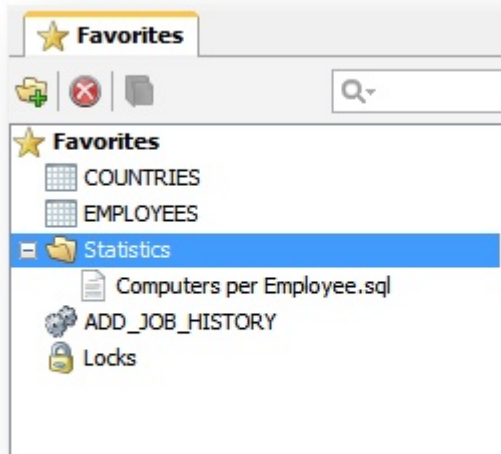 Favorites
Favorites
COUNTRIES
EMPLOYEES
Statistics
Computers per Employee.sql
ADD_JOB_HISTORY
Locks